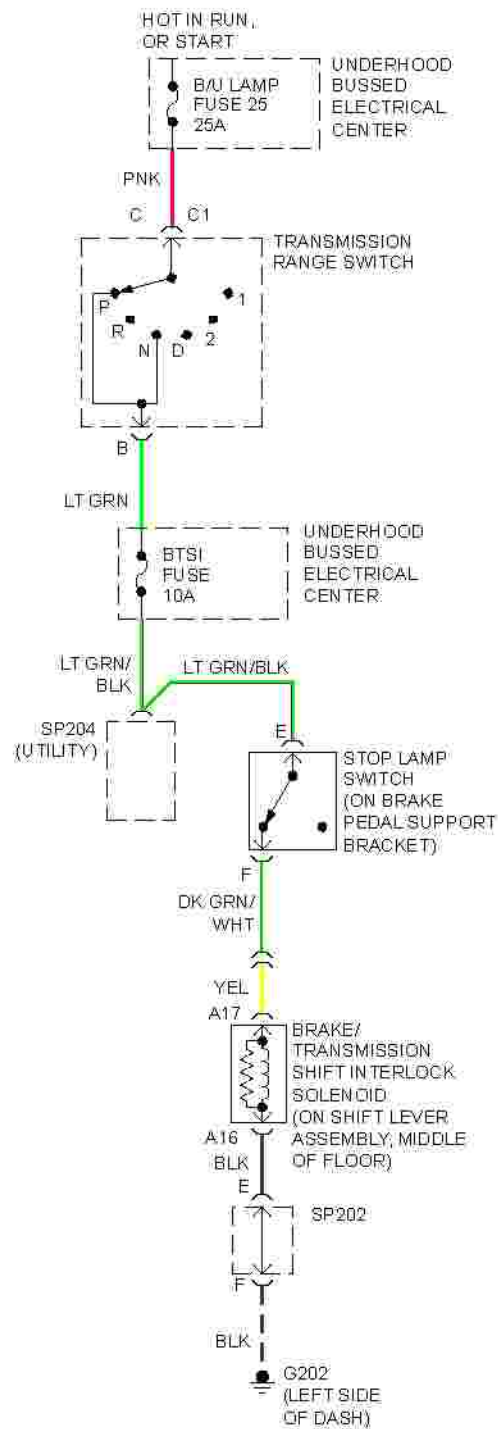 HOT IN RUN,
OR START
B/U LAMP
FUSE 25
25A
UNDERHOOD
BUSSED
ELECTRICAL
CENTER
PNK
C C1
TRANSMISSION
RANGE SWITCH
P
R
N
D
2
1
B
LT GRN
BTSI
FUSE
10A
UNDERHOOD
BUSSED
ELECTRICAL
CENTER
LT GRN/
BLK
LT GRN/BLK
SP204
(UTILITY)
E
STOP LAMP
SWITCH
(ON BRAKE
PEDAL SUPPORT
BRACKET)
F
DK GRN/
WHT
YEL
A17
BRAKE/
TRANSMISSION
SHIFT INTERLOCK
SOLENOID
(ON SHIFT LEVER
ASSEMBLY, MIDDLE
OF FLOOR)
A16
BLK
E
SP202
F
BLK
G202
(LEFT SIDE
OF DASH)